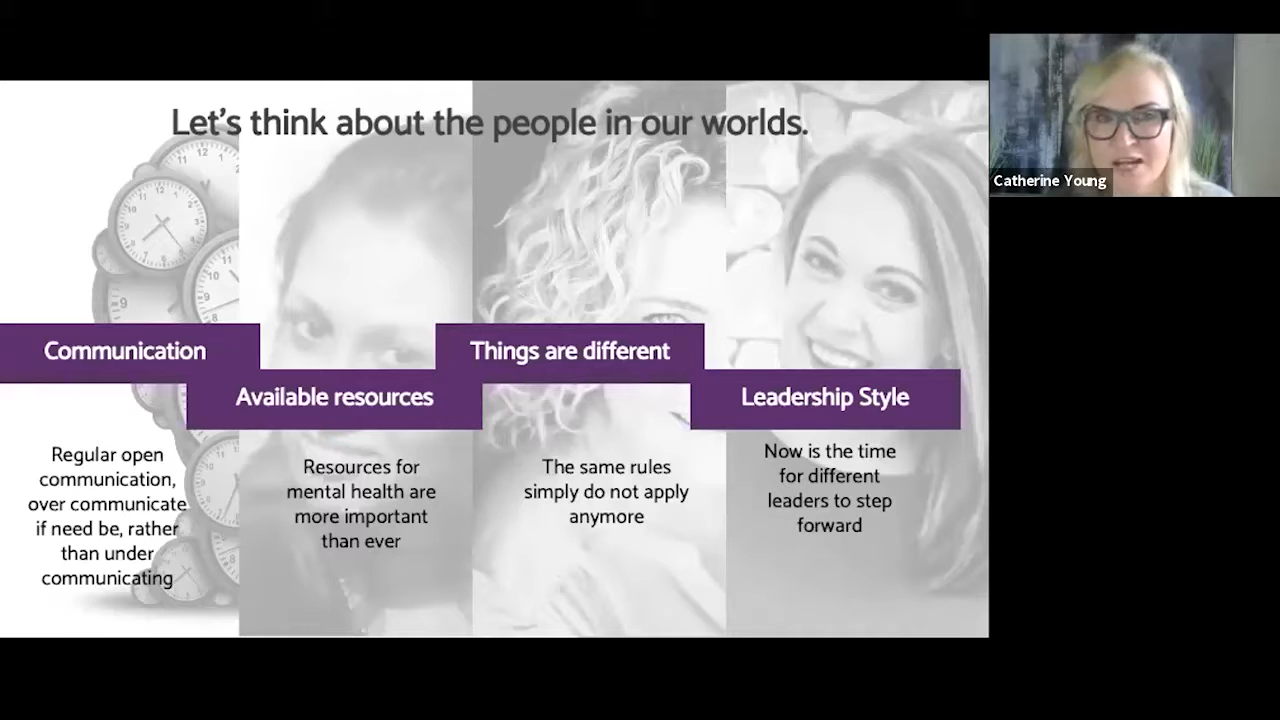 Let's think about the people in our worlds.
Catherine Young
Communication
Regular open
communication,
over communicate
if need be, rather
than under
communicating
Available resources
Resources for
mental health are
more important
than ever
Things are different
The same rules
simply do not apply
anymore
Leadership Style
Now is the time
for different
leaders to step
forward